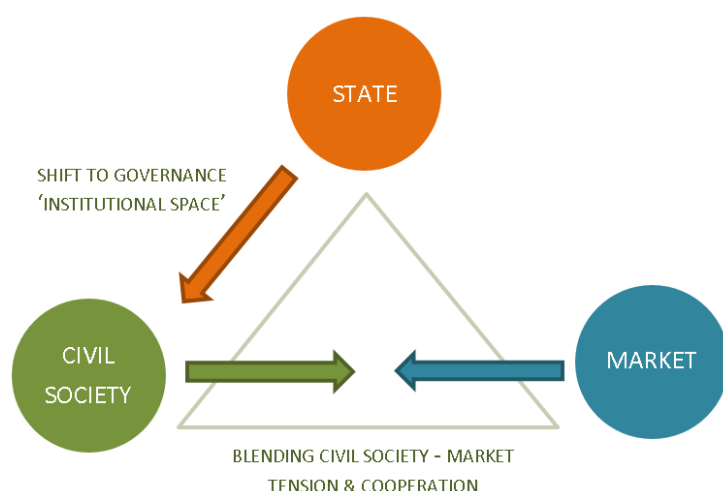 STATE
SHIFT TO GOVERNANCE
‘INSTITUTIONAL SPACE’
CIVIL
SOCIETY
MARKET
BLENDING CIVIL SOCIETY - MARKET
TENSION & COOPERATION